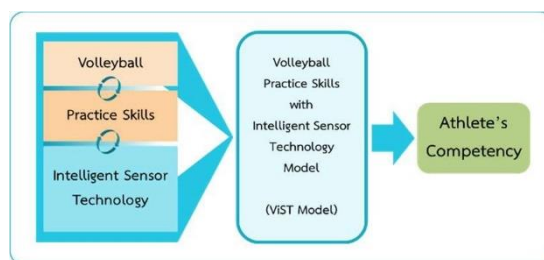 Volleyball
Practice Skills
Intelligent Sensor
Technology
Volleyball
Practice Skills
with
Intelligent Sensor
Technology
Model
(ViST Model)
Athlete's
Competency